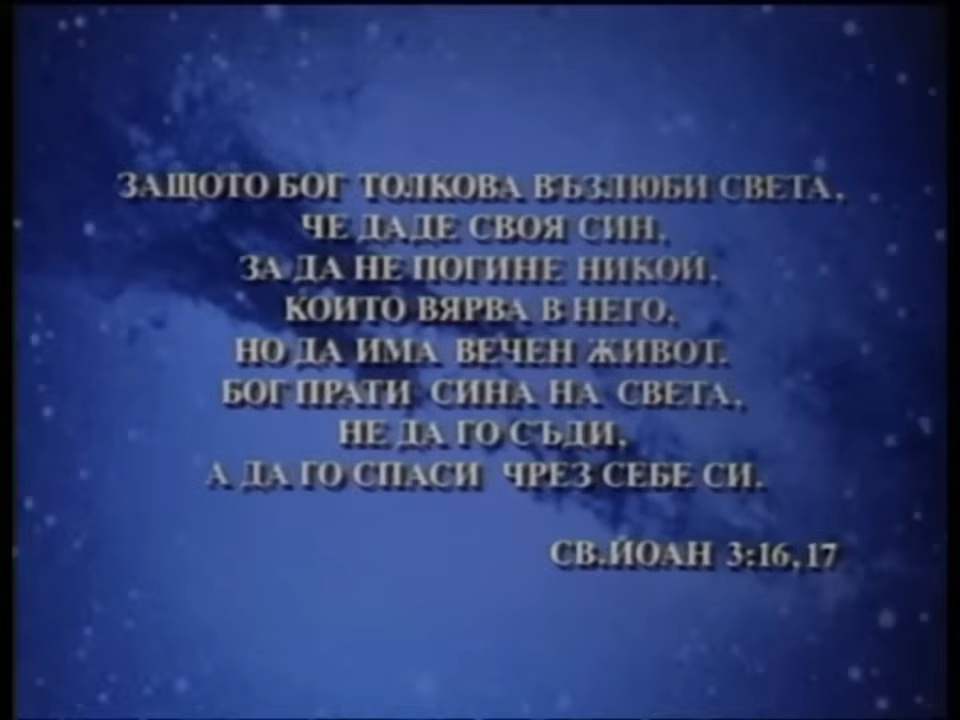 ЗАЩОТО БОГ ТОЛКОВА ВЪЗЛЮБИ СВЕТА,
ЧЕ ДАДЕ СВОЯ СИН,
ЗА ДА НЕ ПОГИНЕ НИКОЙ,
КОИТО ВЯРВА В НЕГО,
НО ДА ИМА ВЕЧЕН ЖИВОТ.
БОГ ПРАТИ СИНА НА СВЕТА,
НЕ ДА ГО СЪДИ,
А ДА ГО СПАСИ ЧРЕЗ СЕБЕ СИ.
СВ.ЙОАН 3:16,17